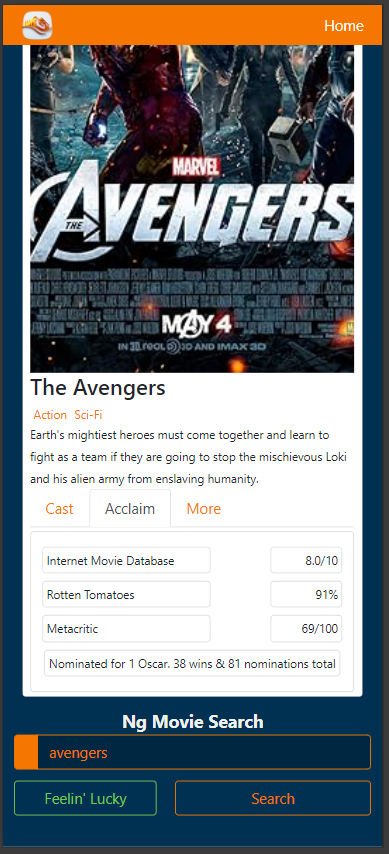 Home
MARVEL
THE AVENGERS
MAY 4
IN REAL D 3D AND IMAX 3D
The Avengers
Action Sci-Fi
Earth's mightiest heroes must come together and learn to
fight as a team if they are going to stop the mischievous Loki
and his alien army from enslaving humanity.
Cast Acclaim More
Internet Movie Database 8.0/10
Rotten Tomatoes 91%
Metacritic 69/100
Nominated for 1 Oscar. 38 wins & 81 nominations total
Ng Movie Search
avengers
Feelin' Lucky Search